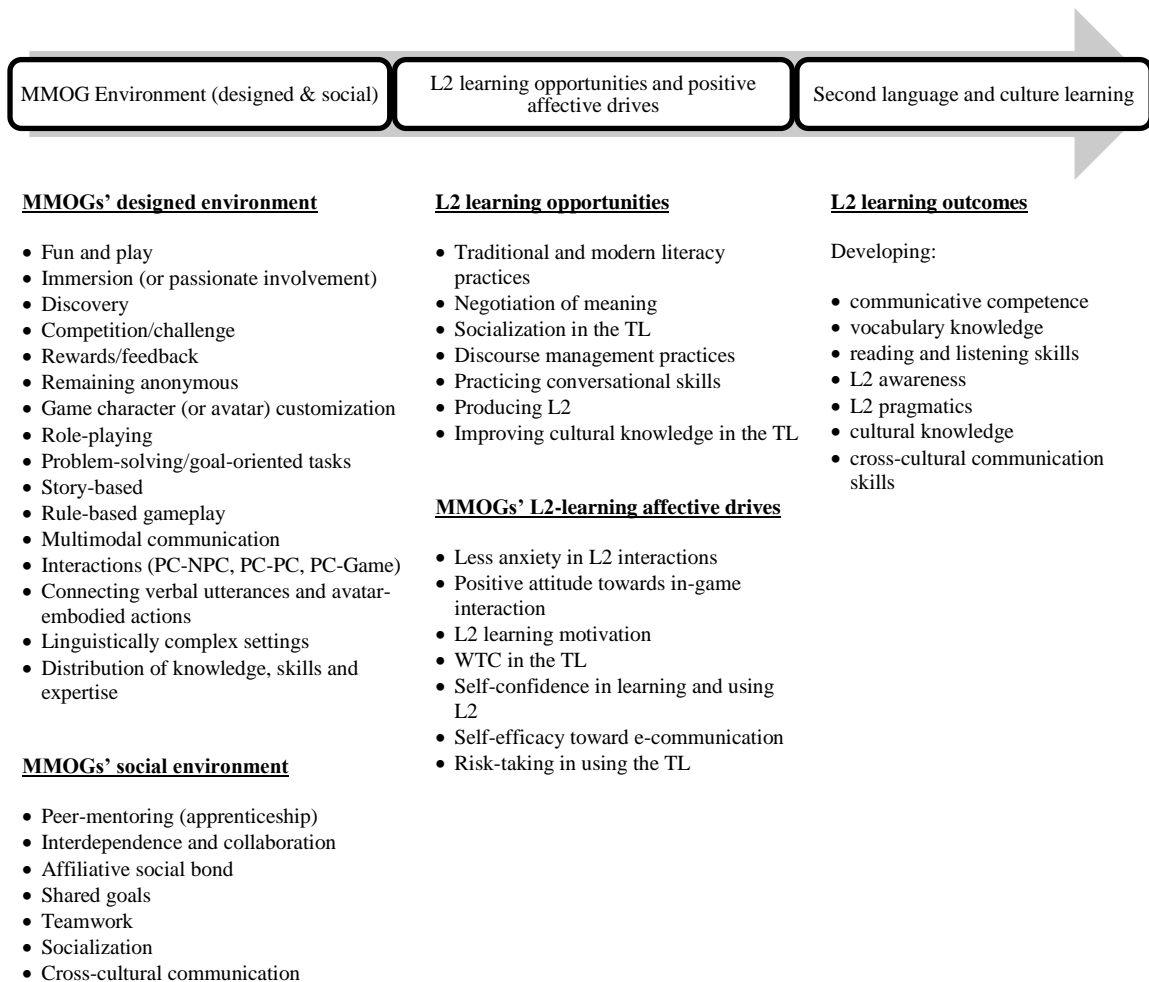 MMOG Environment (designed & social)
L2 learning opportunities and positive
affective drives
Second language and culture learning
MMOGs’ designed environment
• Fun and play
• Immersion (or passionate involvement)
• Discovery
• Competition/challenge
• Rewards/feedback
• Remaining anonymous
• Game character (or avatar) customization
• Role-playing
• Problem-solving/goal-oriented tasks
• Story-based
• Rule-based gameplay
• Multimodal communication
• Interactions (PC-NPC, PC-PC, PC-Game)
• Connecting verbal utterances and avatar-
embodied actions
• Linguistically complex settings
• Distribution of knowledge, skills and
expertise
MMOGs’ social environment
• Peer-mentoring (apprenticeship)
• Interdependence and collaboration
• Affiliative social bond
• Shared goals
• Teamwork
• Socialization
• Cross-cultural communication
L2 learning opportunities
• Traditional and modern literacy
practices
• Negotiation of meaning
• Socialization in the TL
• Discourse management practices
• Practicing conversational skills
• Producing L2
• Improving cultural knowledge in the TL
MMOGs’ L2-learning affective drives
• Less anxiety in L2 interactions
• Positive attitude towards in-game
interaction
• L2 learning motivation
• WTC in the TL
• Self-confidence in learning and using
L2
• Self-efficacy toward e-communication
• Risk-taking in using the TL
L2 learning outcomes
Developing:
• communicative competence
• vocabulary knowledge
• reading and listening skills
• L2 awareness
• L2 pragmatics
• cultural knowledge
• cross-cultural communication
skills